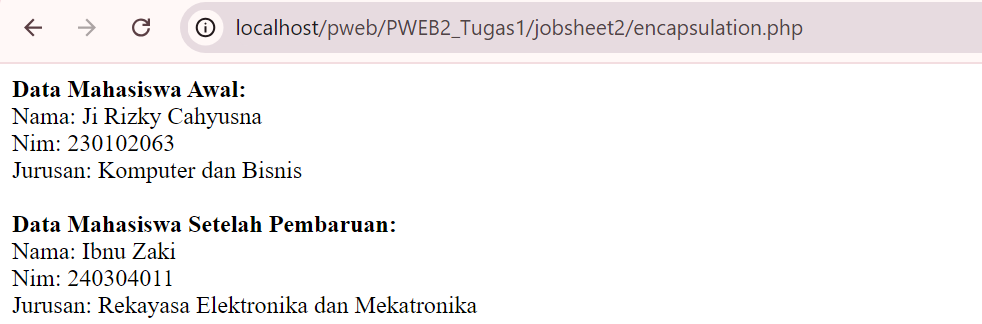 localhost/pweb/PWEB2_Tugas1/jobsheet2/encapsulation.php
Data Mahasiswa Awal:
Nama: Ji Rizky Cahyusna
Nim: 230102063
Jurusan: Komputer dan Bisnis
Data Mahasiswa Setelah Pembaruan:
Nama: Ibnu Zaki
Nim: 240304011
Jurusan: Rekayasa Elektronika dan Mekatronika